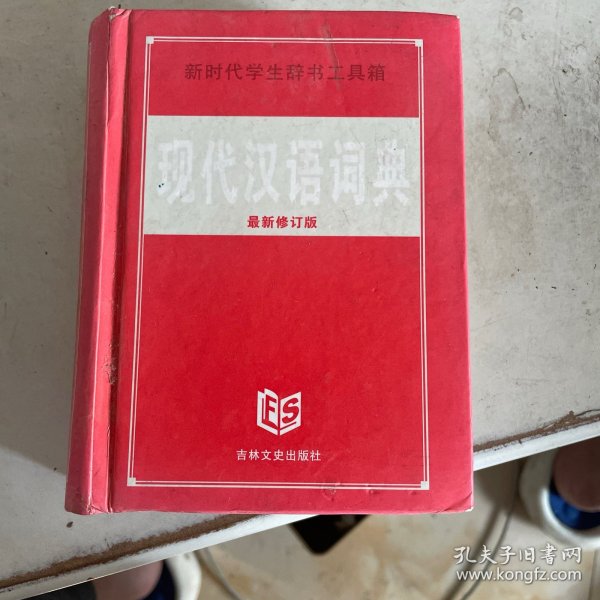 新时代学生辞书工具箱
现代汉语词典
最新修订版
FS
吉林文史出版社
孔夫子旧书网
www.kongfz.com